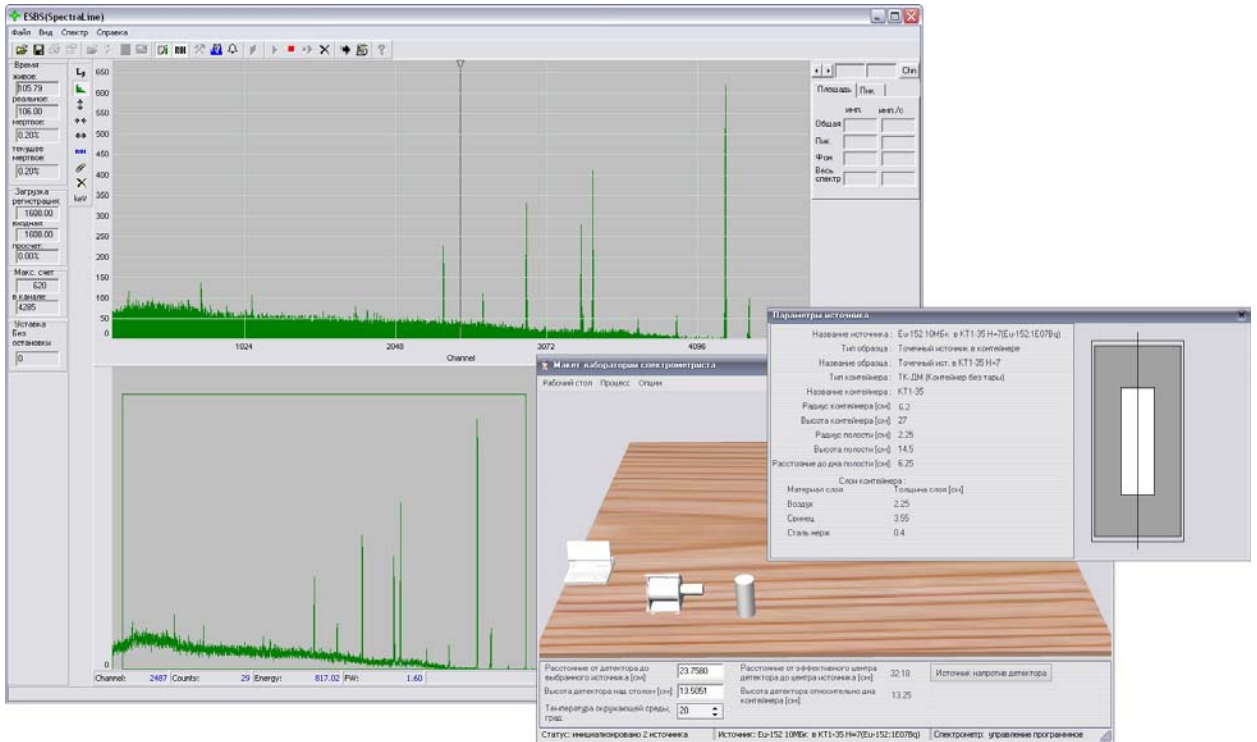 ESBS(SpectraLine)
Файл Вид Спектр Справка
Время
живое:
105.79
реальное:
106.00
мертвое:
0.20%
текущее
мертвое:
0.20%
Загрузка
регистрация:
1608.00
входная:
1608.00
просчет:
0.00%
Макс. счет
620
в канале:
4285
Уставка
Без
остановки
0
keV
650
600
550
500
450
400
350
300
250
200
150
100
50
0
1024
2048
3072
4096
Channel
Chn
Площадь Пик
имп. имп./с.
Общая
Пик
Фон
Весь
спектр
0
Channel: 2487 Counts: 29 Energy: 817.02 PW: 1.60
Параметры источника
Название источника : Eu-152 10МБк. в КТ1-35 H=7(Eu-152:1E07Bq)
Тип образца : Точечный источник в контейнере
Название образца : Точечный ист. в КТ1-35 H=7
Тип контейнера : ТК-ДМ (Контейнер без тары)
Название контейнера : КТ1-35
Радиус контейнера [см] 6.2
Высота контейнера [см] 27
Радиус полости [см] 2.25
Высота полости [см] 14,5
Расстояние до дна полости [см] 6.25
Слои контейнера :
Материал слоя Толщина слоя [см]
Воздух 2.25
Свинец 3.55
Сталь нерж 0.4
Макет лаборатории спектрометриста
Рабочий стол Процесс Опции
Расстояние от детектора до
выбранного источника [см] 23.7580
Расстояние от эффективного центра
детектора до центра источника [см]: 32.18
Источник напротив детектора
Высота детектора над столом [см] 13.5051
Высота детектора относительно дна
контейнера [см]: 13.25
Температура окружающей среды,
град: 20
Статус: инициализировано 2 источника Источник: Eu-152 10МБк. в КТ1-35 H=7(Eu-152:1E07Bq) Спектрометр: управление программное